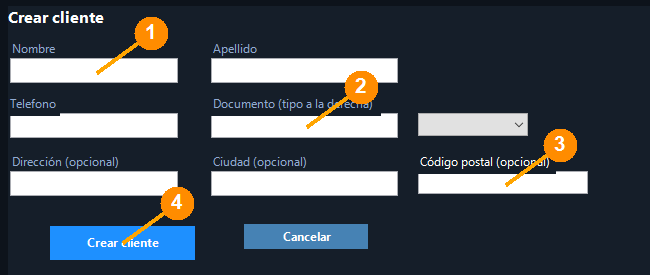 Crear cliente
1
Nombre
Apellido
2
Telefono
Documento (tipo a la derecha)
3
Dirección (opcional)
Ciudad (opcional)
Código postal (opcional)
4
Crear cliente
Cancelar